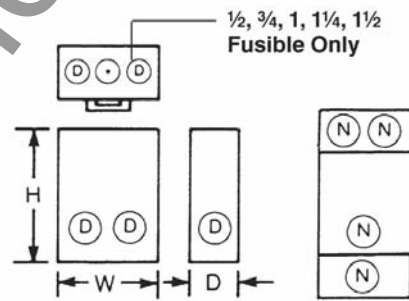 ½, ¾, 1, 1¼, 1½
Fusible Only
D D
N N
H
D D D N
W D N